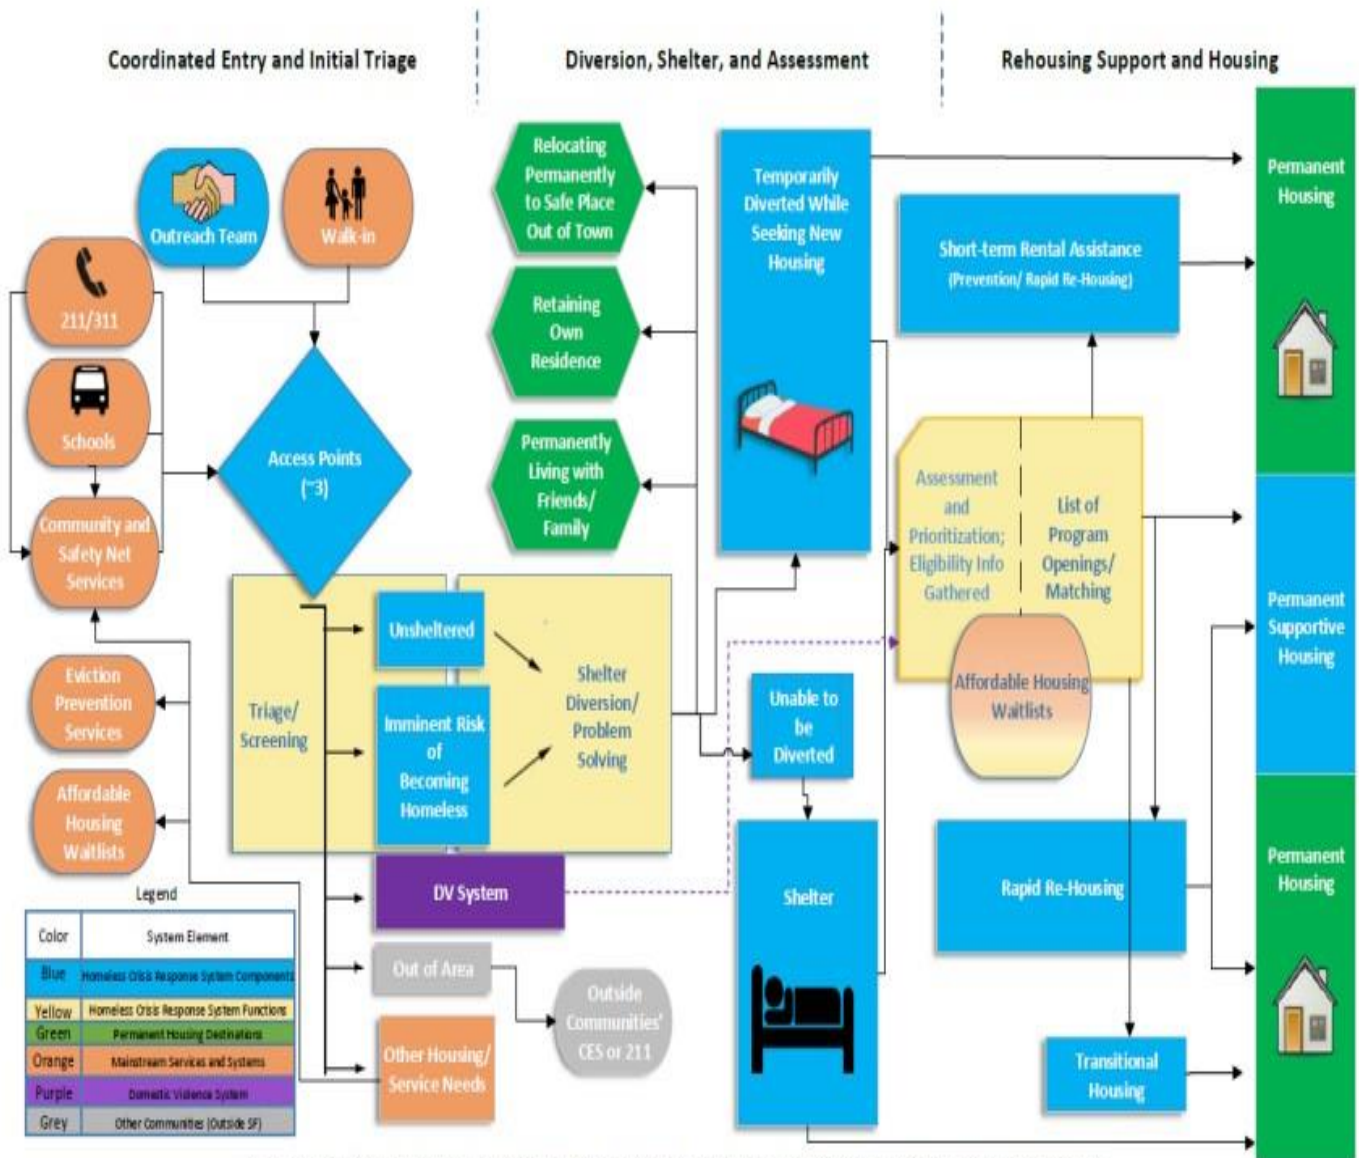 Coordinated Entry and Initial Triage
Diversion, Shelter, and Assessment
Rehousing Support and Housing
Outreach Team
Walk-in
211/311
Schools
Community and
Safety Net
Services
Eviction
Prevention
Services
Affordable
Housing
Waitlists
Access Points
(~3)
Triage/
Screening
Unsheltered
Imminent Risk
of
Becoming
Homeless
Shelter
Diversion/
Problem
Solving
DV System
Out of Area
Outside
Communities'
CES or 211
Other Housing/
Service Needs
Relocating
Permanently
to Safe Place
Out of Town
Retaining
Own
Residence
Permanently
Living with
Friends/
Family
Temporarily
Diverted While
Seeking New
Housing
Unable to
be
Diverted
Shelter
Short-term Rental Assistance
(Prevention/ Rapid Re-Housing)
Assessment
and
Prioritization;
Eligibility Info
Gathered
List of
Program
Openings/
Matching
Affordable Housing
Waitlists
Rapid Re-Housing
Transitional
Housing
Permanent
Housing
Permanent
Supportive
Housing
Permanent
Housing
Legend
Color System Element
Blue Homeless Crisis Response System Components
Yellow Homeless Crisis Response System Functions
Green Permanent Housing Destinations
Orange Mainstream Services and Systems
Purple Domestic Violence System
Grey Other Communities (Outside SF)